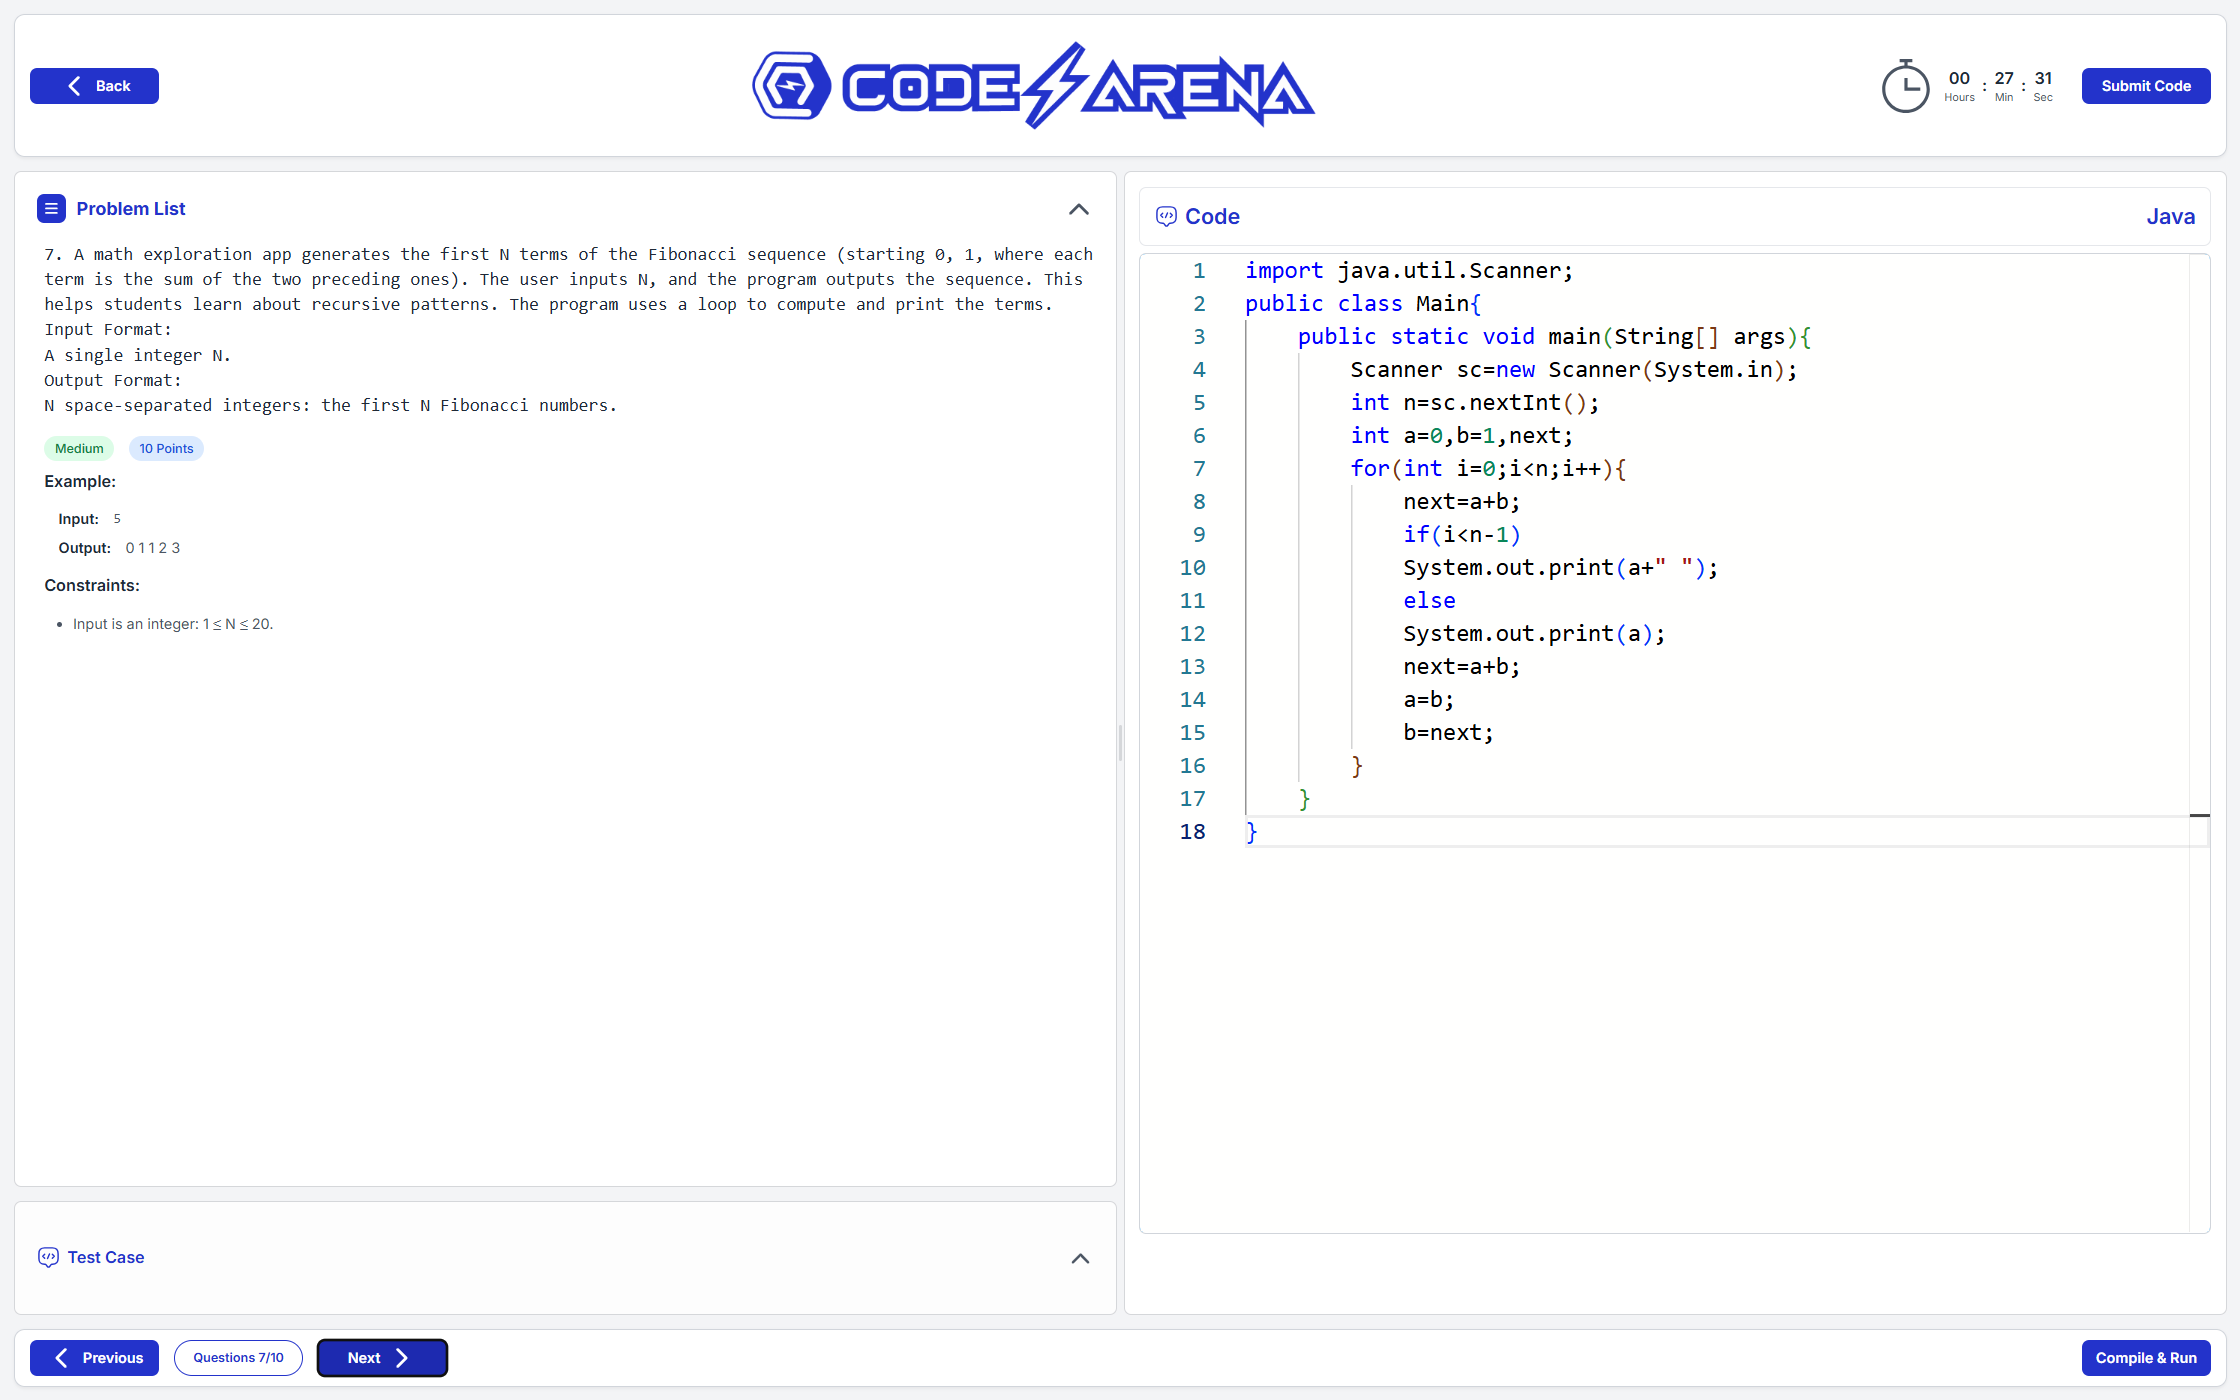 Back
CODE ARENA
00 : 27 : 31
Hours Min Sec
Submit Code
Problem List
7. A math exploration app generates the first N terms of the Fibonacci sequence (starting 0, 1, where each
term is the sum of the two preceding ones). The user inputs N, and the program outputs the sequence. This
helps students learn about recursive patterns. The program uses a loop to compute and print the terms.
Input Format:
A single integer N.
Output Format:
N space-separated integers: the first N Fibonacci numbers.
Medium 10 Points
Example:
Input: 5
Output: 0 1 1 2 3
Constraints:
• Input is an integer: 1 ≤ N ≤ 20.
Test Case
Code Java
1 import java.util.Scanner;
2 public class Main{
3 public static void main(String[] args){
4 Scanner sc=new Scanner(System.in);
5 int n=sc.nextInt();
6 int a=0,b=1,next;
7 for(int i=0;i<n;i++){
8 next=a+b;
9 if(i<n-1)
10 System.out.print(a+" ");
11 else
12 System.out.print(a);
13 next=a+b;
14 a=b;
15 b=next;
16 }
17 }
18 }
Previous Questions 7/10 Next Compile & Run